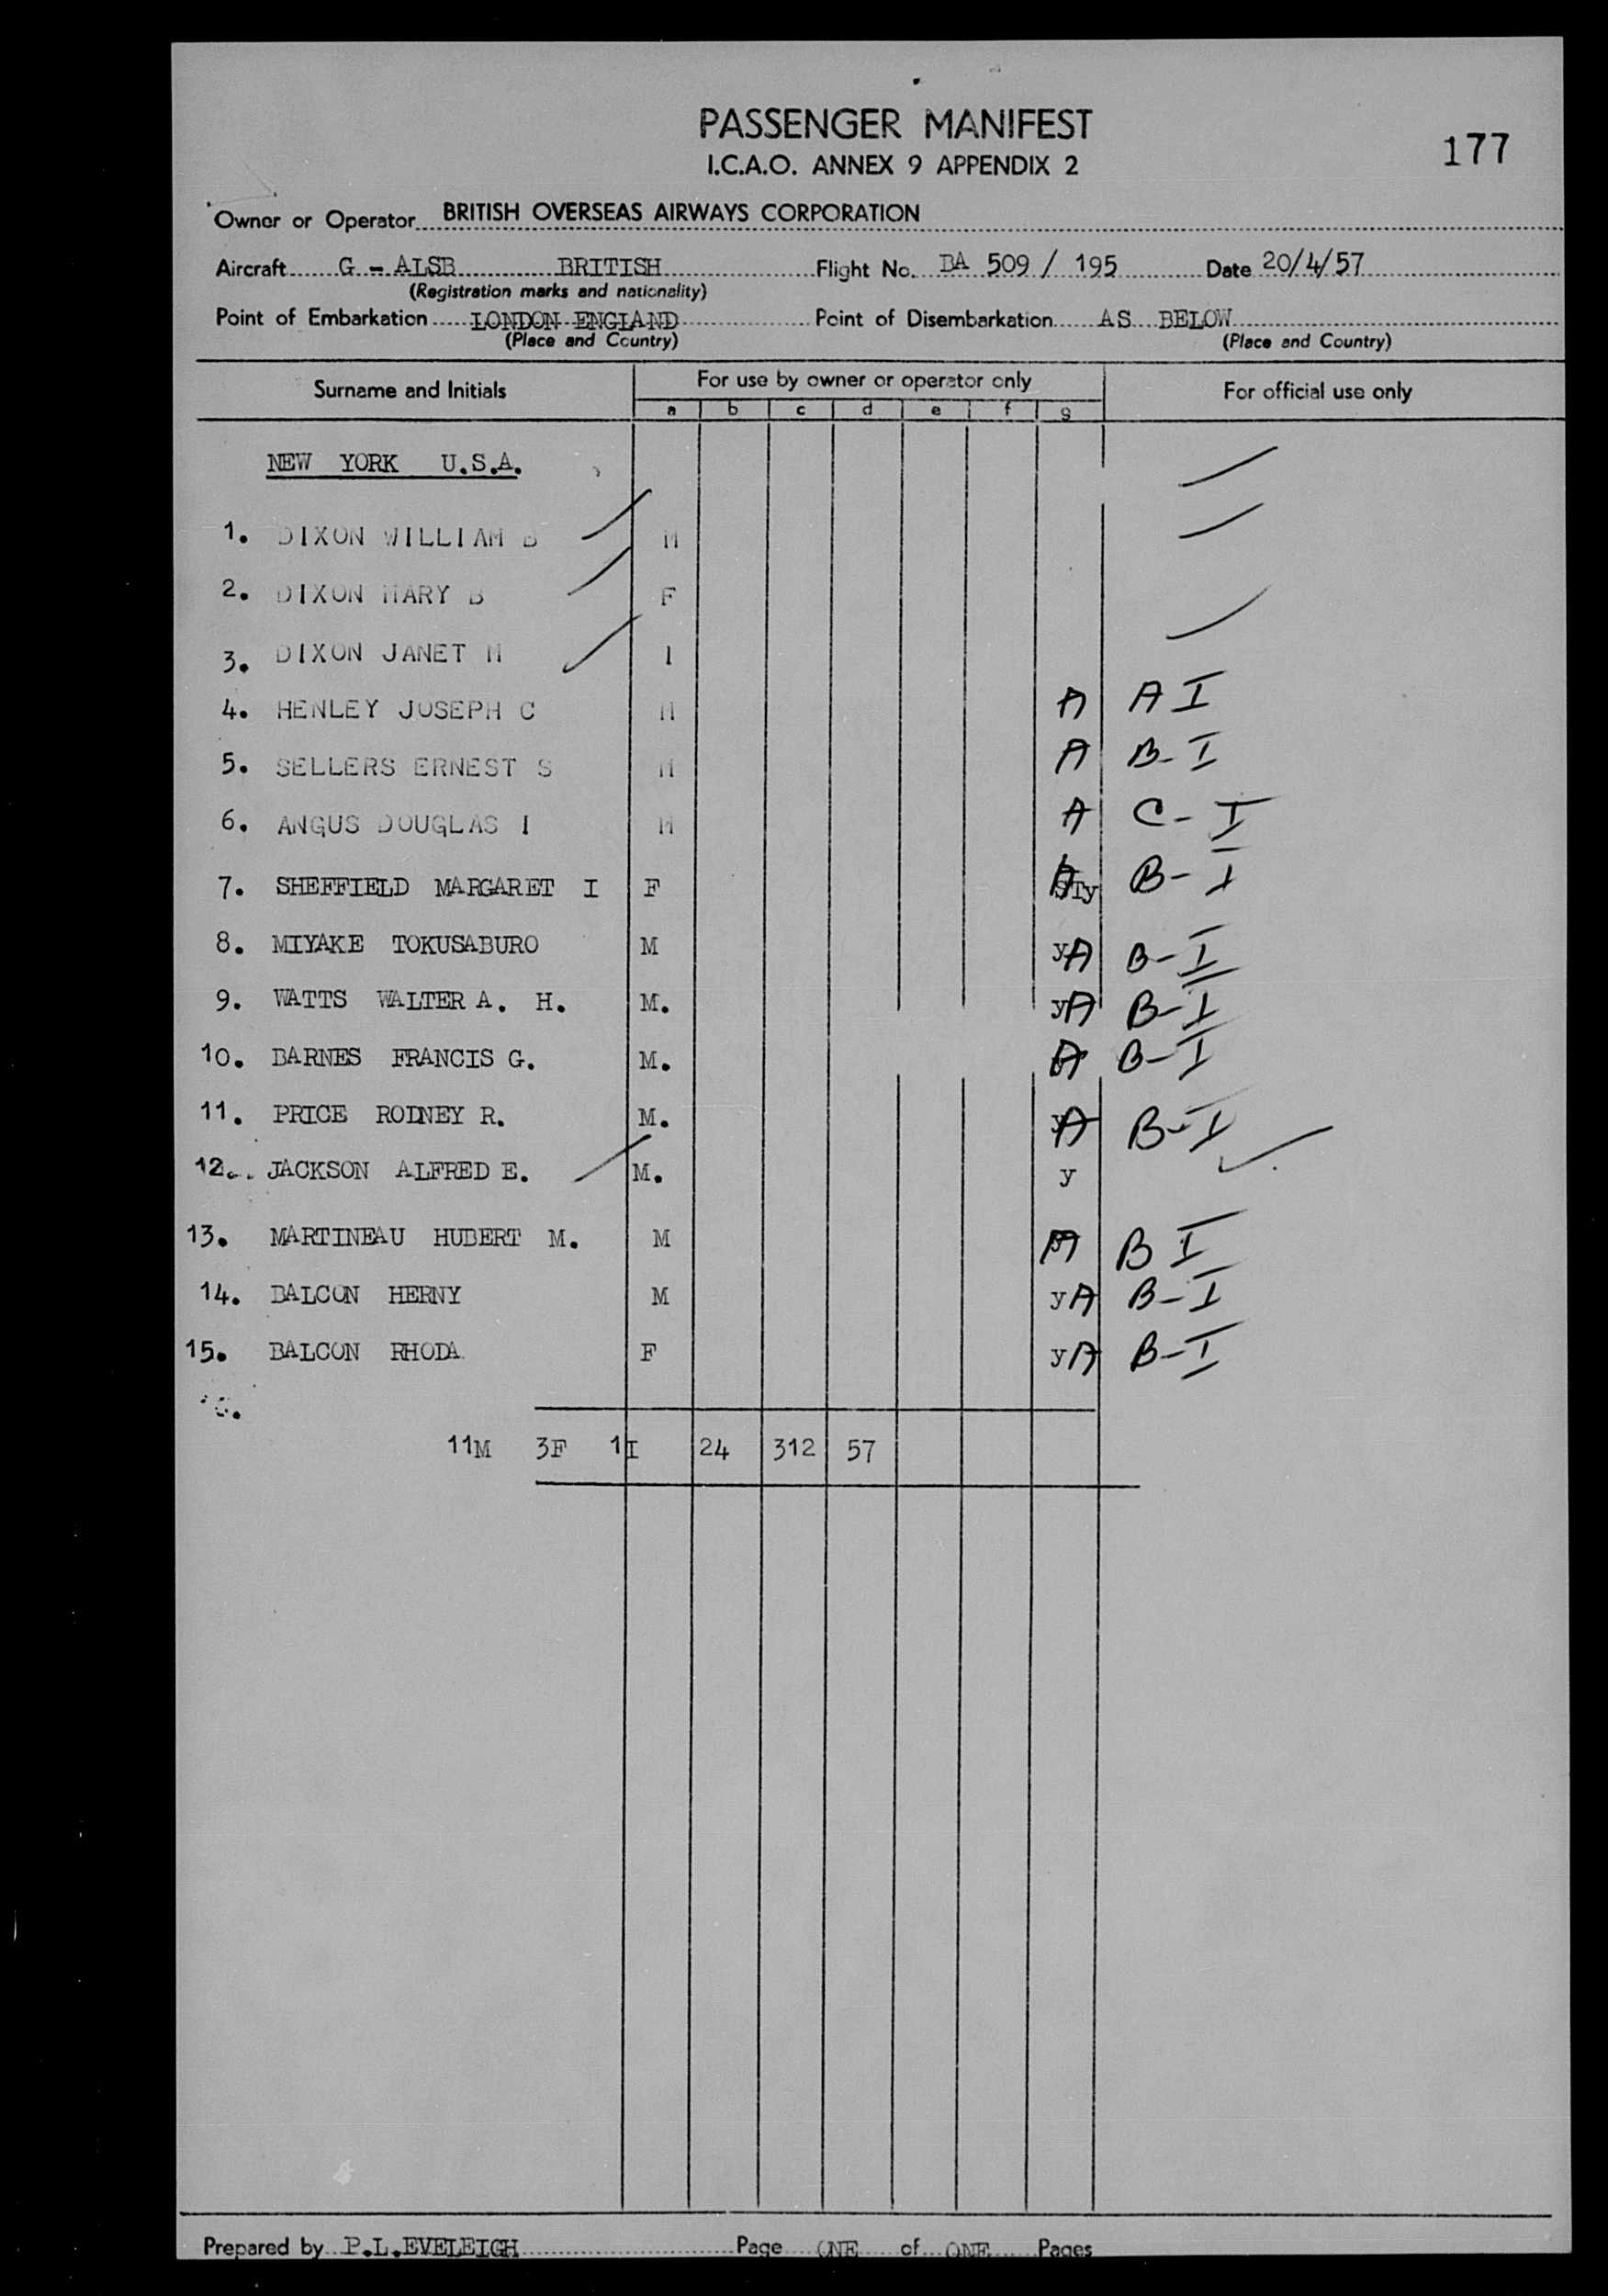 PASSENGER MANIFEST
I.C.A.O. ANNEX 9 APPENDIX 2
177
Owner or Operator BRITISH OVERSEAS AIRWAYS CORPORATION
Aircraft G - ALSB BRITISH Flight No. BA 509 / 195 Date 20/4/57
(Registration marks and nationality)
Point of Embarkation LONDON ENGLAND Point of Disembarkation AS BELOW
(Place and Country) (Place and Country)
Surname and Initials For use by owner or operator only For official use only
a b c d e f g
NEW YORK U.S.A.
1. DIXON WILLIAM B M
2. DIXON MARY B F
3. DIXON JANET M I
4. HENLEY JOSEPH C M A A I
5. SELLERS ERNEST S M A B-I
6. ANGUS DOUGLAS I M A C-I
7. SHEFFIELD MARGARET I F A B-I
8. MIYAKE TOKUSABURO M yA B-I
9. WATTS WALTER A. H. M. yA B-I
10. BARNES FRANCIS G. M. A B-I
11. PRICE RODNEY R. M. yA B-I
12. JACKSON ALFRED E. M. y
13. MARTINEAU HUBERT M. M A B I
14. BALCON HERNY M yA B-I
15. BALCON RHODA F yA B-I
11M 3F 1I 24 312 57
Prepared by P.L.EVELEIGH Page ONE of ONE Pages